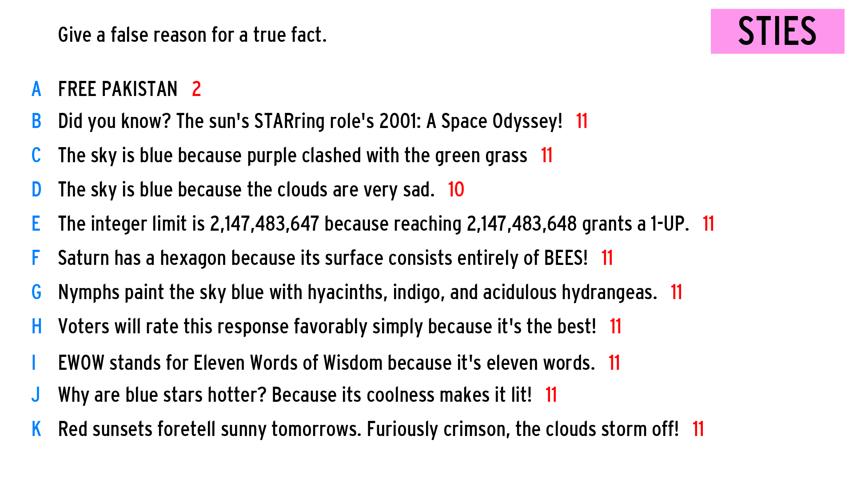 Give a false reason for a true fact.
STIES
A FREE PAKISTAN 2
B Did you know? The sun's STARring role's 2001: A Space Odyssey! 11
C The sky is blue because purple clashed with the green grass 11
D The sky is blue because the clouds are very sad. 10
E The integer limit is 2,147,483,647 because reaching 2,147,483,648 grants a 1-UP. 11
F Saturn has a hexagon because its surface consists entirely of BEES! 11
G Nymphs paint the sky blue with hyacinths, indigo, and acidulous hydrangeas. 11
H Voters will rate this response favorably simply because it's the best! 11
I EWOW stands for Eleven Words of Wisdom because it's eleven words. 11
J Why are blue stars hotter? Because its coolness makes it lit! 11
K Red sunsets foretell sunny tomorrows. Furiously crimson, the clouds storm off! 11